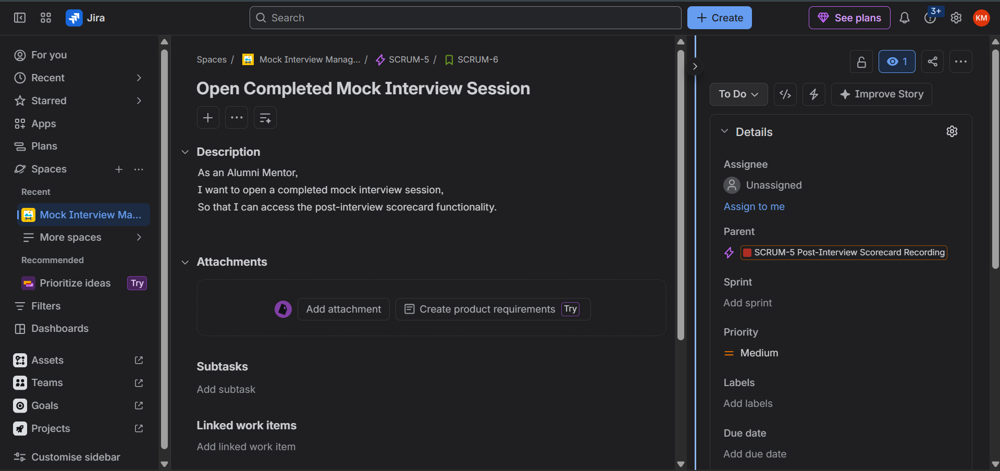 Jira
Search
Create
See plans
3+
KM
For you
Recent
Starred
Apps
Plans
Spaces
Recent
Mock Interview Ma...
More spaces
Recommended
Prioritize ideas Try
Filters
Dashboards
Assets
Teams
Goals
Projects
Customise sidebar
Spaces / Mock Interview Manag... / SCRUM-5 / SCRUM-6
Open Completed Mock Interview Session
Description
As an Alumni Mentor,
I want to open a completed mock interview session,
So that I can access the post-interview scorecard functionality.
Attachments
Add attachment
Create product requirements Try
Subtasks
Add subtask
Linked work items
Add linked work item
1
To Do
Improve Story
Details
Assignee
Unassigned
Assign to me
Parent
SCRUM-5 Post-Interview Scorecard Recording
Sprint
Add sprint
Priority
Medium
Labels
Add labels
Due date
Add due date